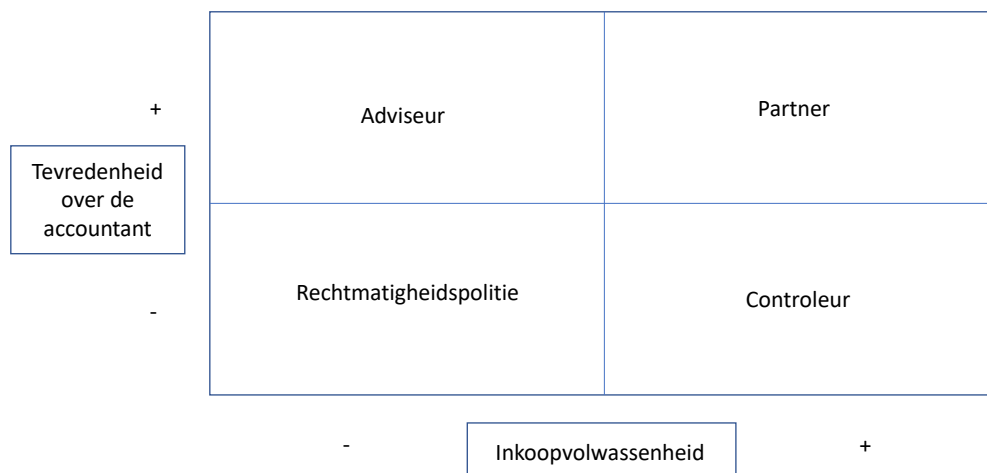 +
Adviseur
Partner
Tevredenheid
over de
accountant
Rechtmatigheidspolitie
Controleur
-
-
Inkoopvolwassenheid
+